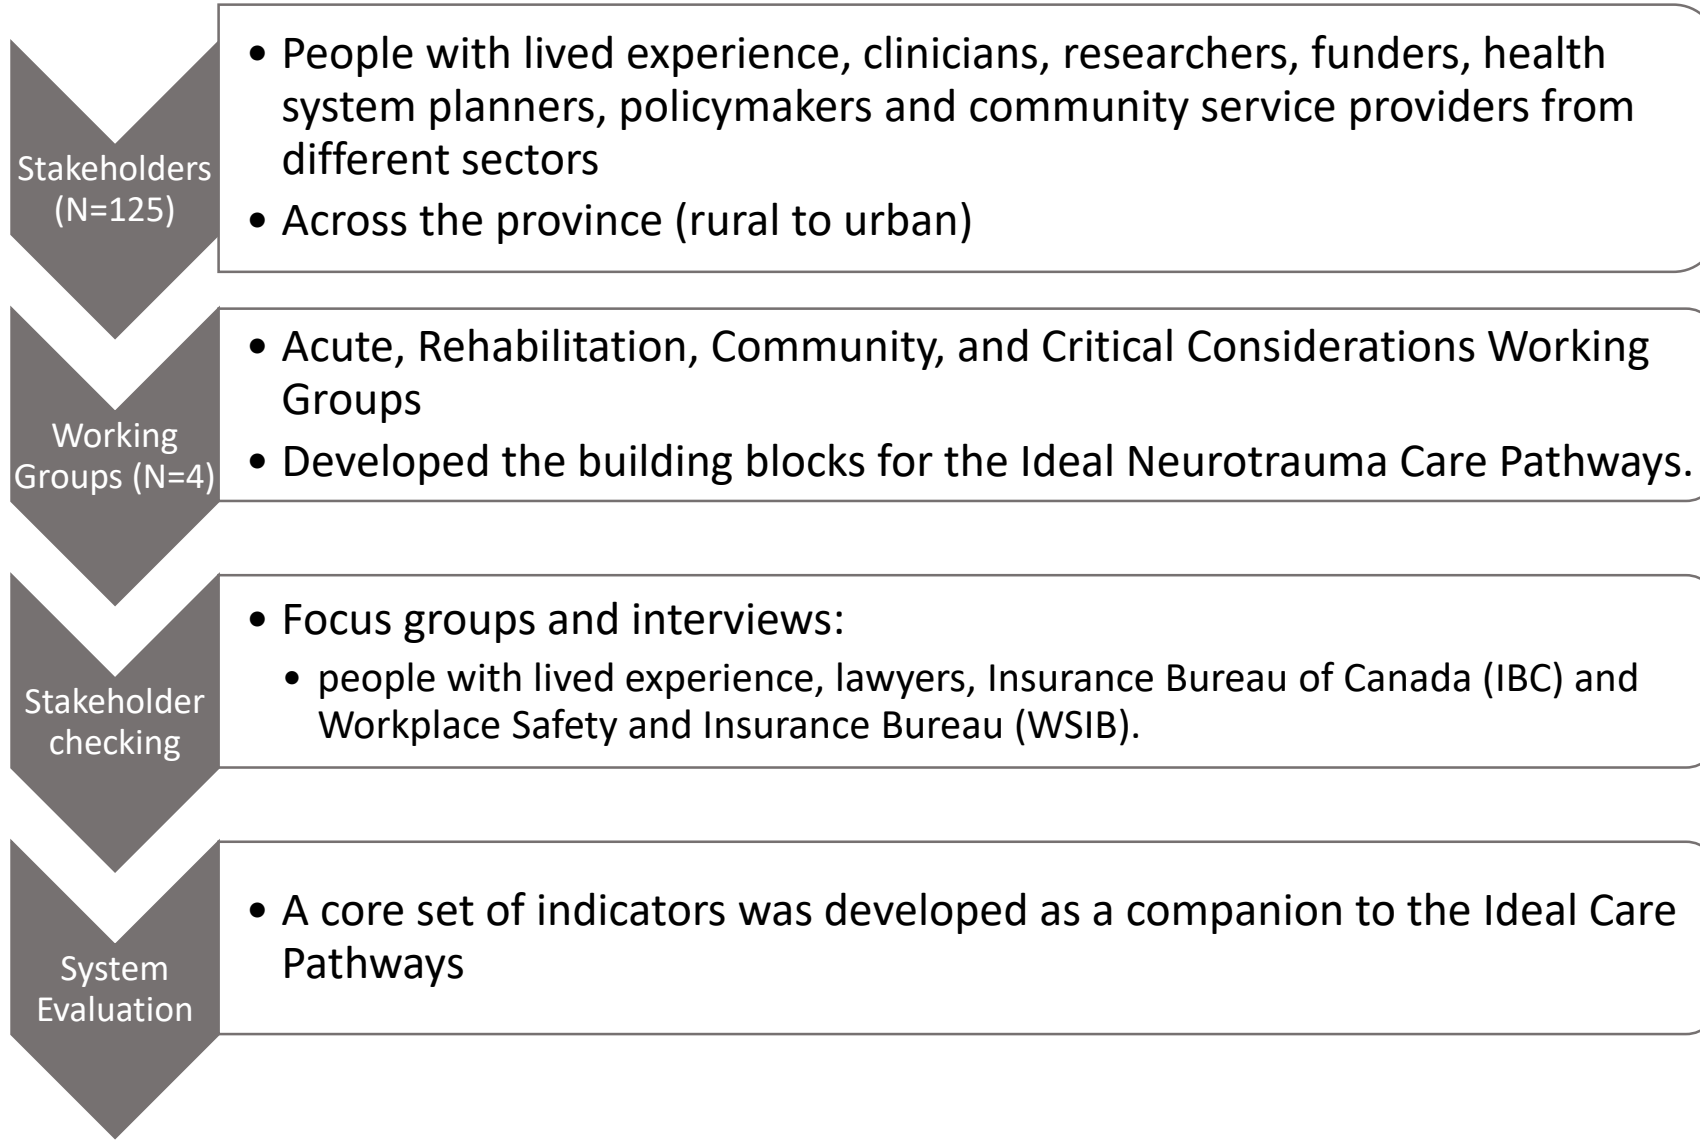 Stakeholders
(N=125)
• People with lived experience, clinicians, researchers, funders, health
system planners, policymakers and community service providers from
different sectors
• Across the province (rural to urban)
Working
Groups (N=4)
• Acute, Rehabilitation, Community, and Critical Considerations Working
Groups
• Developed the building blocks for the Ideal Neurotrauma Care Pathways.
Stakeholder
checking
• Focus groups and interviews:
• people with lived experience, lawyers, Insurance Bureau of Canada (IBC) and
Workplace Safety and Insurance Bureau (WSIB).
System
Evaluation
• A core set of indicators was developed as a companion to the Ideal Care
Pathways